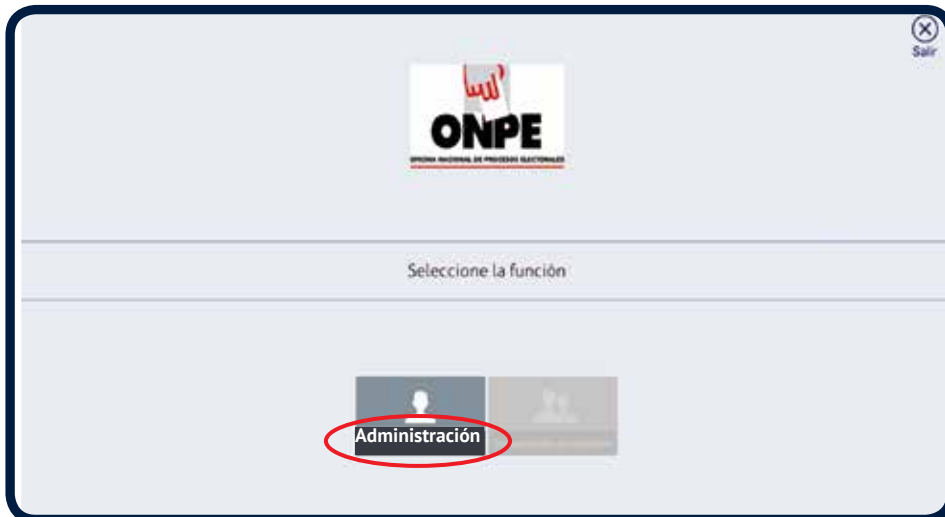 Salir
ONPE
OFICINA NACIONAL DE PROCESOS ELECTORALES
Seleccione la función
Administración